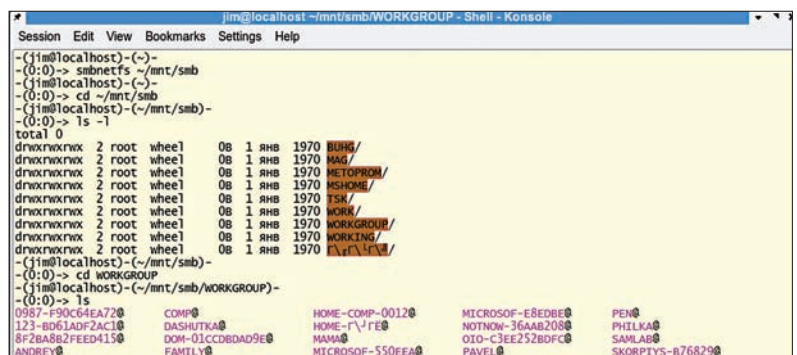 jim@localhost ~/mnt/smb/WORKGROUP - Shell - Konsole
Session Edit View Bookmarks Settings Help
-(jim@localhost)-(~)-
-(0:0)-> smbnetfs ~/mnt/smb
-(jim@localhost)-(~)-
-(0:0)-> cd ~/mnt/smb
-(jim@localhost)-(~/mnt/smb)-
-(0:0)-> ls -l
total 0
drwxrwxrwx 2 root wheel 0B 1 янв 1970 BUHG/
drwxrwxrwx 2 root wheel 0B 1 янв 1970 MAG/
drwxrwxrwx 2 root wheel 0B 1 янв 1970 METOPROM/
drwxrwxrwx 2 root wheel 0B 1 янв 1970 MSHOME/
drwxrwxrwx 2 root wheel 0B 1 янв 1970 TSK/
drwxrwxrwx 2 root wheel 0B 1 янв 1970 WORK/
drwxrwxrwx 2 root wheel 0B 1 янв 1970 WORKGROUP/
drwxrwxrwx 2 root wheel 0B 1 янв 1970 WORKING/
drwxrwxrwx 2 root wheel 0B 1 янв 1970
-(jim@localhost)-(~/mnt/smb)-
-(0:0)-> cd WORKGROUP
-(jim@localhost)-(~/mnt/smb/WORKGROUP)-
-(0:0)-> ls
0987-F90C64EA72@ COMP@ HOME-COMP-0012@ MICROSOF-E8EDBE@ PEN@
123-BD61ADF2AC1@ DASHUTKA@ NOTNOW-36AAB208@ PHILKA@
8F2BA8B2FEED415@ DOM-01CCDBDAD9E@ MAMA@ OIO-C3EE252BDFC@ SAMLAB@
ANDREY@ FAMILY@ MICROSOF-550EEA@ PAVEL@ SKORPIYS-B76829@